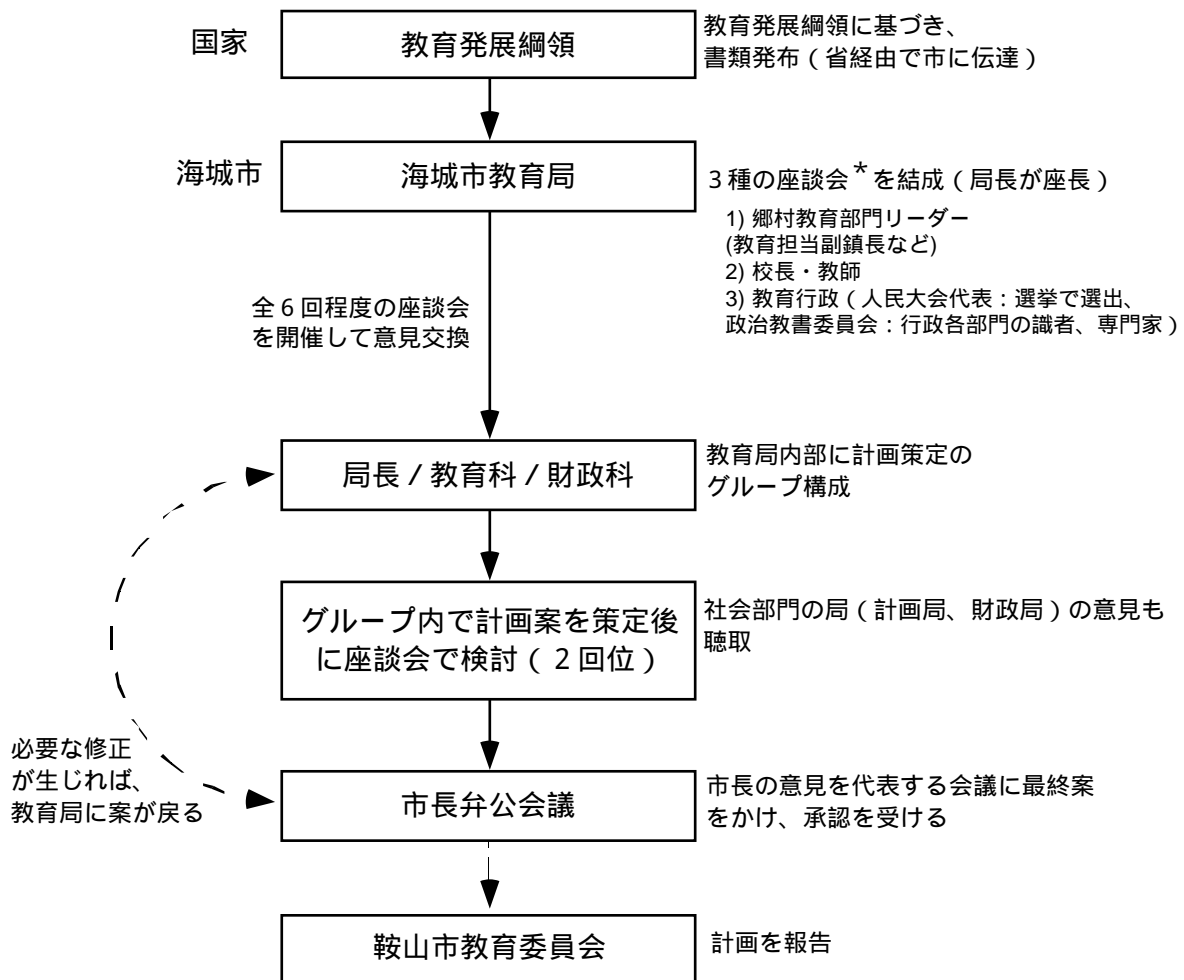 国家
教育発展綱領
教育発展綱領に基づき、
書類発布（省経由で市に伝達）
海城市
海城市教育局
３種の座談会*を結成（局長が座長）
1) 郷村教育部門リーダー
(教育担当副鎮長など)
2) 校長・教師
3) 教育行政（人民大会代表：選挙で選出、
政治教書委員会：行政各部門の識者、専門家）
全６回程度の座談会
を開催して意見交換
局長 / 教育科 / 財政科
教育局内部に計画策定の
グループ構成
グループ内で計画案を策定後
に座談会で検討（２回位）
社会部門の局（計画局、財政局）の意見も
聴取
必要な修正
が生じれば、
教育局に案が戻る
市長弁公会議
市長の意見を代表する会議に最終案
をかけ、承認を受ける
鞍山市教育委員会
計画を報告